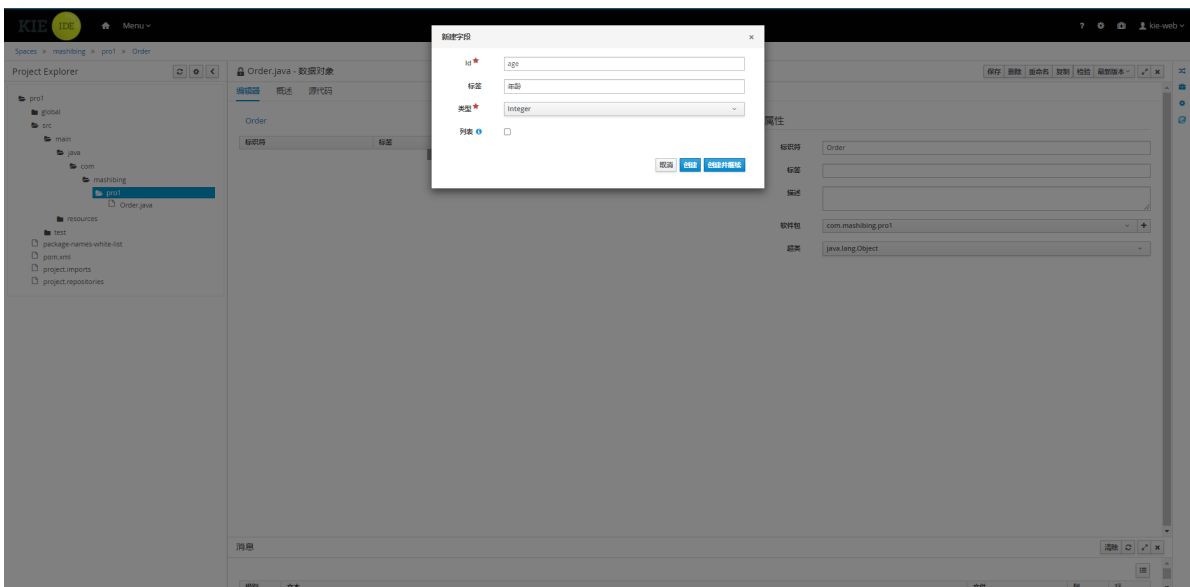 KIE IDE Menu ? kie-web
Spaces » mashibing » pro1 » Order
Project Explorer
pro1
global
src
main
java
com
mashibing
pro1
Order.java
resources
test
package-names-white-list
pom.xml
project.imports
project.repositories
Order.java - 数据对象
保存 删除 重命名 复制 检验 最新版本
编辑器 概述 源代码
Order
标识符 标签
新建字段 ×
Id * age
标签 年龄
类型 * Integer
列表
取消 创建 创建并继续
属性
标识符 Order
标签
描述
软件包 com.mashibing.pro1 +
超类 java.lang.Object
消息
清除